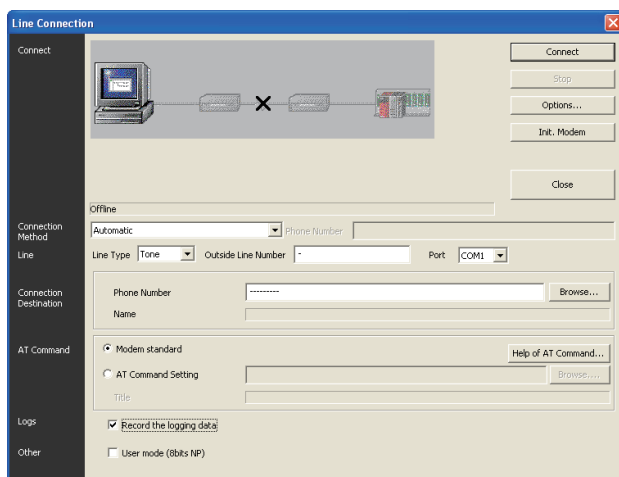 Line Connection
Connect
Connect
Stop
Options...
Init. Modem
Close
Offline
Connection Method
Automatic
Phone Number
Line
Line Type
Tone
Outside Line Number
-
Port
COM1
Connection Destination
Phone Number
---------
Browse...
Name
AT Command
Modem standard
Help of AT Command...
AT Command Setting
Browse....
Title
Logs
Record the logging data
Other
User mode (8bits NP)